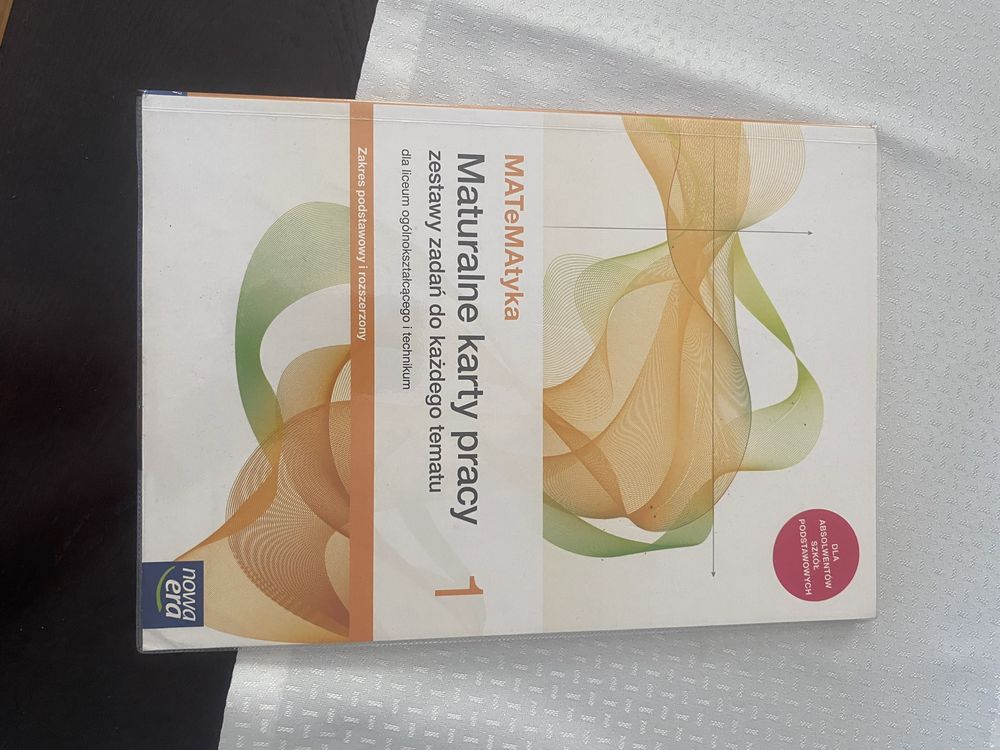 DLA
ABSOLWENTÓW
SZKÓŁ
PODSTAWOWYCH
MATeMAtyka
Maturalne karty pracy 1
zestawy zadań do każdego tematu
dla liceum ogólnokształcącego i technikum
Zakres podstawowy i rozszerzony
nowa
era